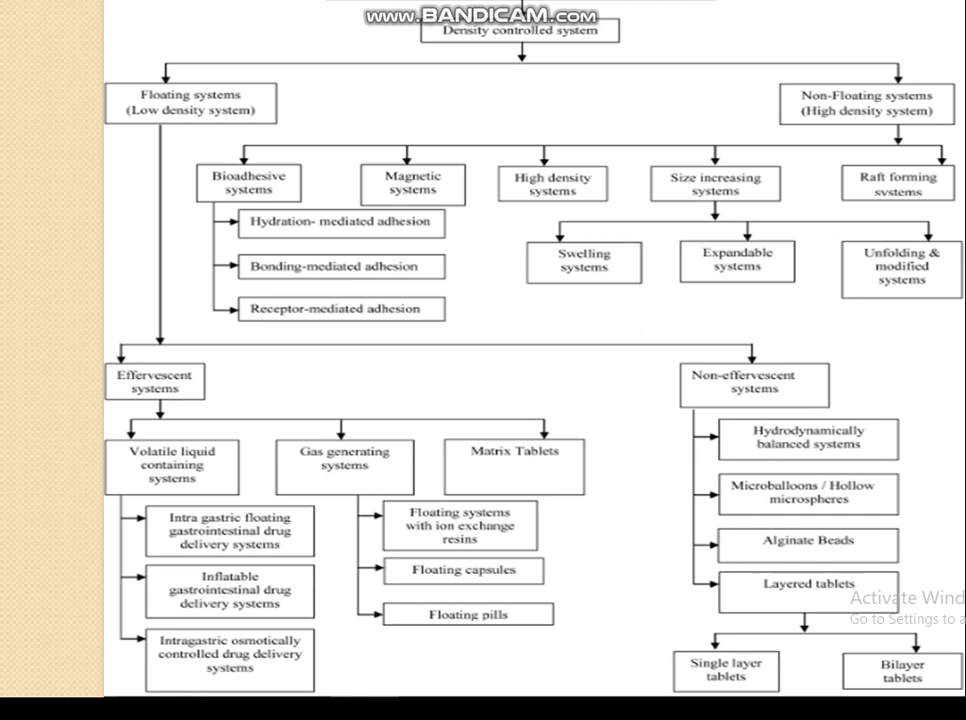 www.BANDICAM.com
Density controlled system
Floating systems
(Low density system)
Non-Floating systems
(High density system)
Bioadhesive
systems
Magnetic
systems
High density
systems
Size increasing
systems
Raft forming
systems
Hydration- mediated adhesion
Bonding-mediated adhesion
Receptor-mediated adhesion
Swelling
systems
Expandable
systems
Unfolding &
modified
systems
Effervescent
systems
Non-effervescent
systems
Volatile liquid
containing
systems
Gas generating
systems
Matrix Tablets
Intra gastric floating
gastrointestinal drug
delivery systems
Inflatable
gastrointestinal drug
delivery systems
Intragastric osmotically
controlled drug delivery
systems
Floating systems
with ion exchange
resins
Floating capsules
Floating pills
Hydrodynamically
balanced systems
Microballoons / Hollow
microspheres
Alginate Beads
Layered tablets
Single layer
tablets
Bilayer
tablets
Activate Wind
Go to Settings to a